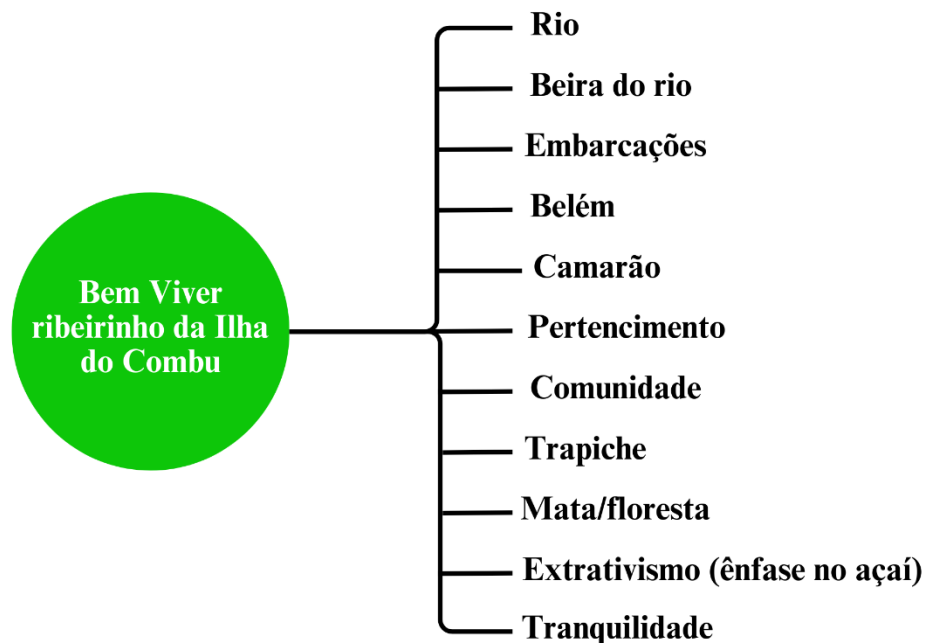 Rio
Beira do rio
Embarcações
Belém
Camarão
Bem Viver
ribeirinho da Ilha
do Combu
Pertencimento
Comunidade
Trapiche
Mata/floresta
Extrativismo (ênfase no açaí)
Tranquilidade